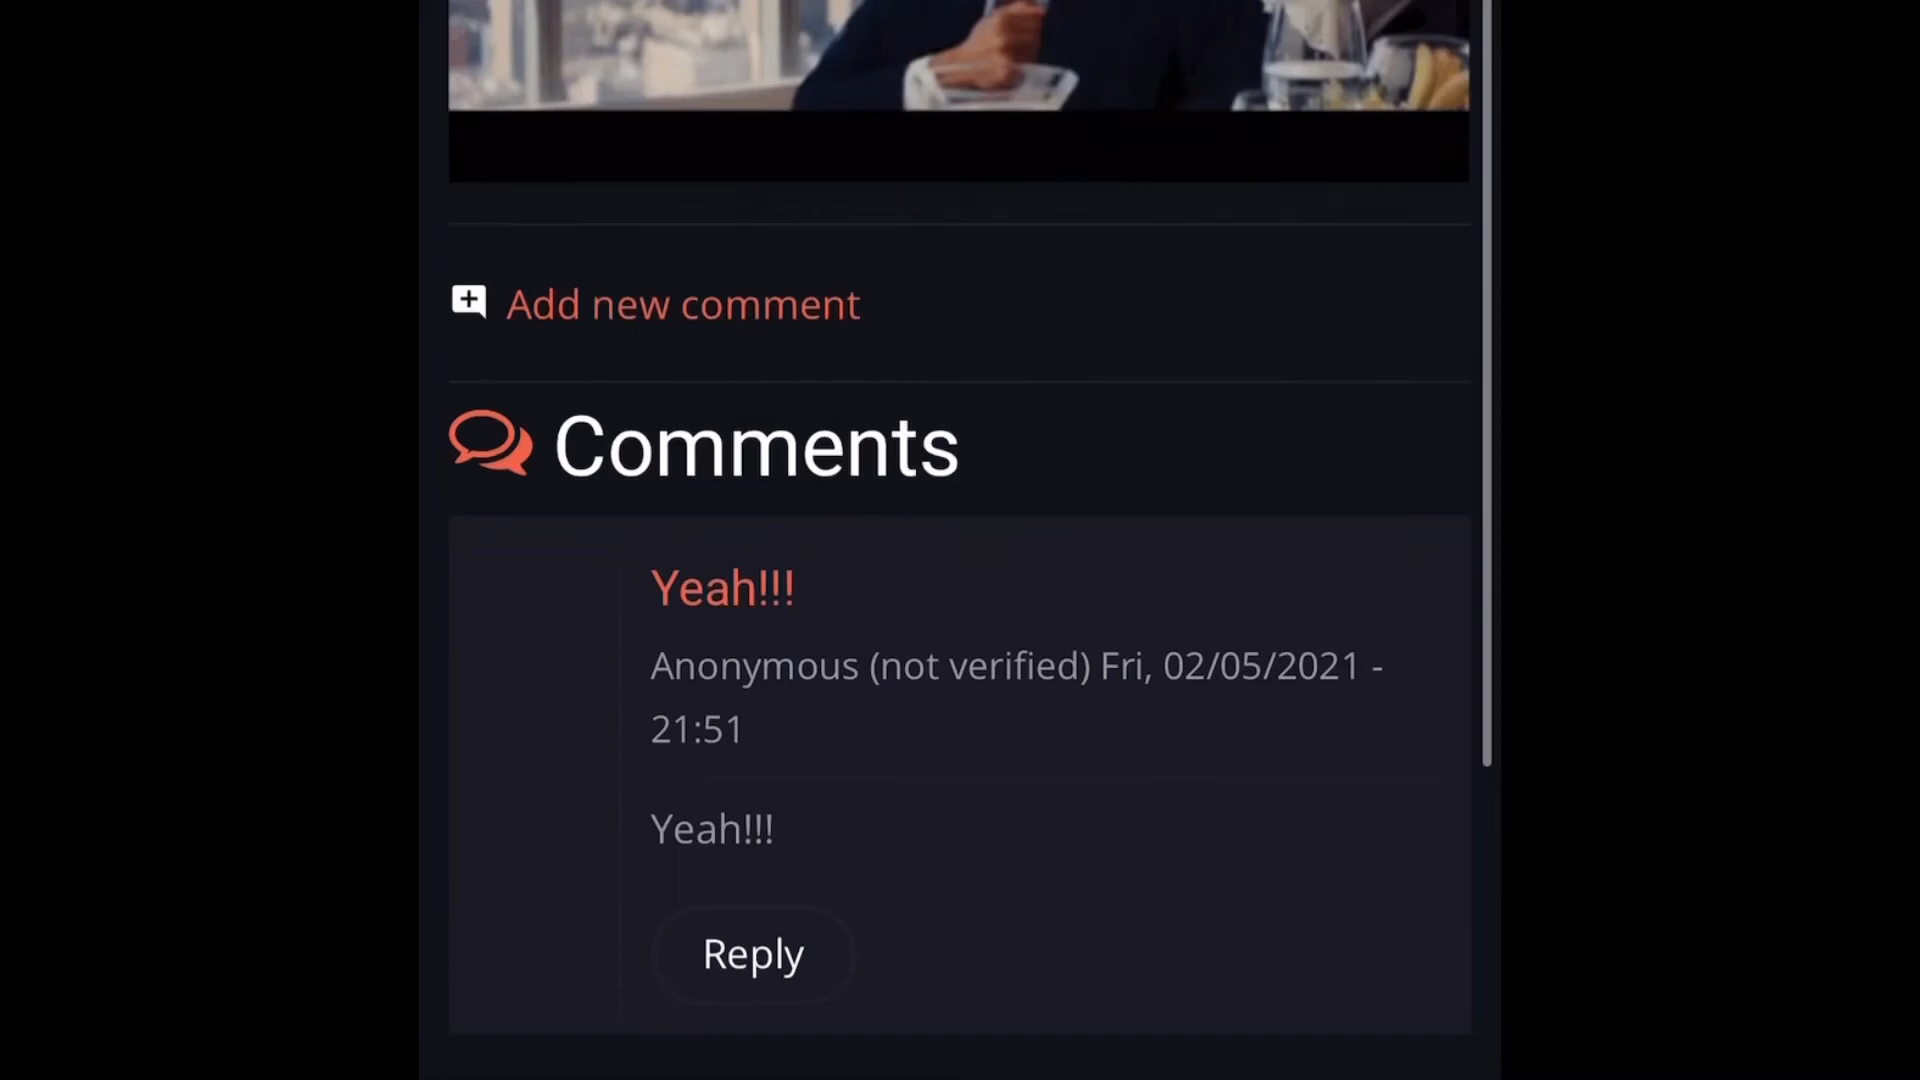 Add new comment
Comments
Yeah!!!
Anonymous (not verified) Fri, 02/05/2021 -
21:51
Yeah!!!
Reply